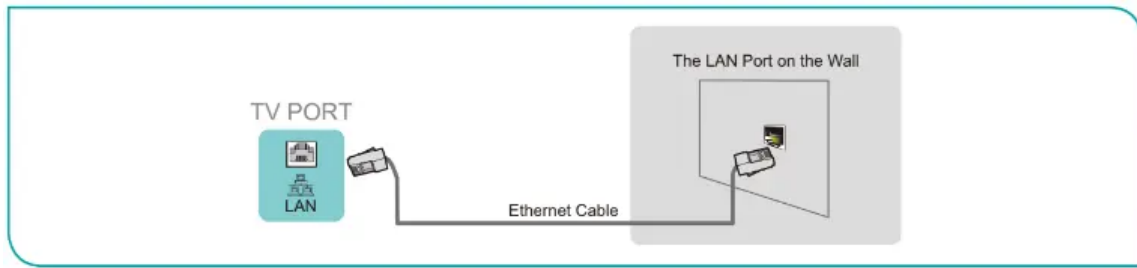 The LAN Port on the Wall
TV PORT
LAN
Ethernet Cable